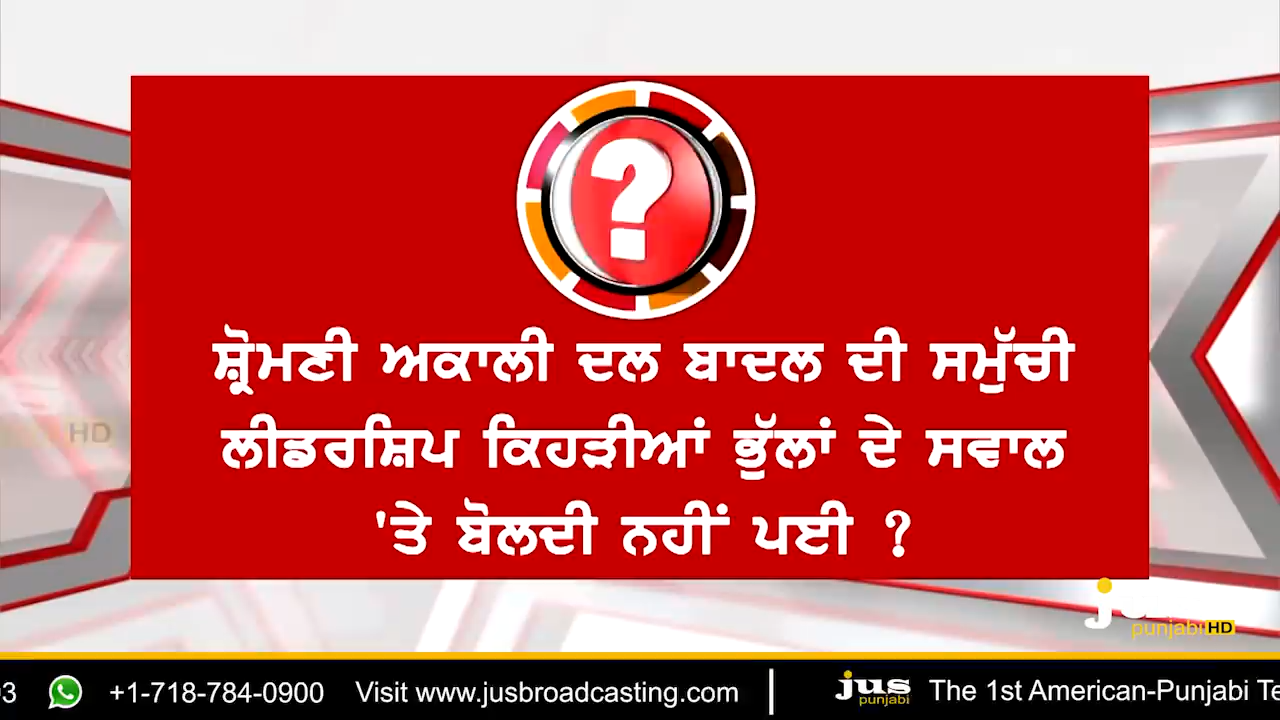 ?
ਸ਼੍ਰੋਮਣੀ ਅਕਾਲੀ ਦਲ ਬਾਦਲ ਦੀ ਸਮੁੱਚੀ
ਲੀਡਰਸ਼ਿਪ ਕਿਹੜੀਆਂ ਭੁੱਲਾਂ ਦੇ ਸਵਾਲ
'ਤੇ ਬੋਲਦੀ ਨਹੀਂ ਪਈ ?
HD
jus
punjabi HD
+1-718-784-0900 Visit www.jusbroadcasting.com | jus punjabi The 1st American-Punjabi